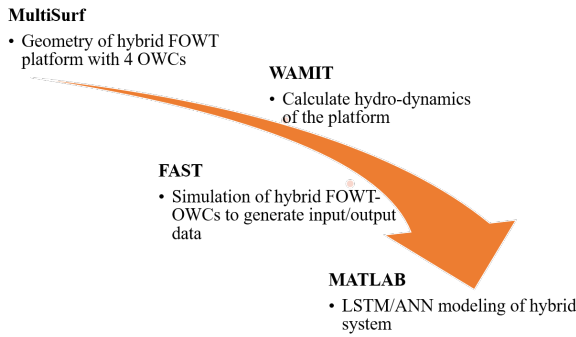 MultiSurf
• Geometry of hybrid FOWT
platform with 4 OWCs
WAMIT
• Calculate hydro-dynamics
of the platform
FAST
• Simulation of hybrid FOWT-
OWCs to generate input/output
data
MATLAB
• LSTM/ANN modeling of hybrid
system